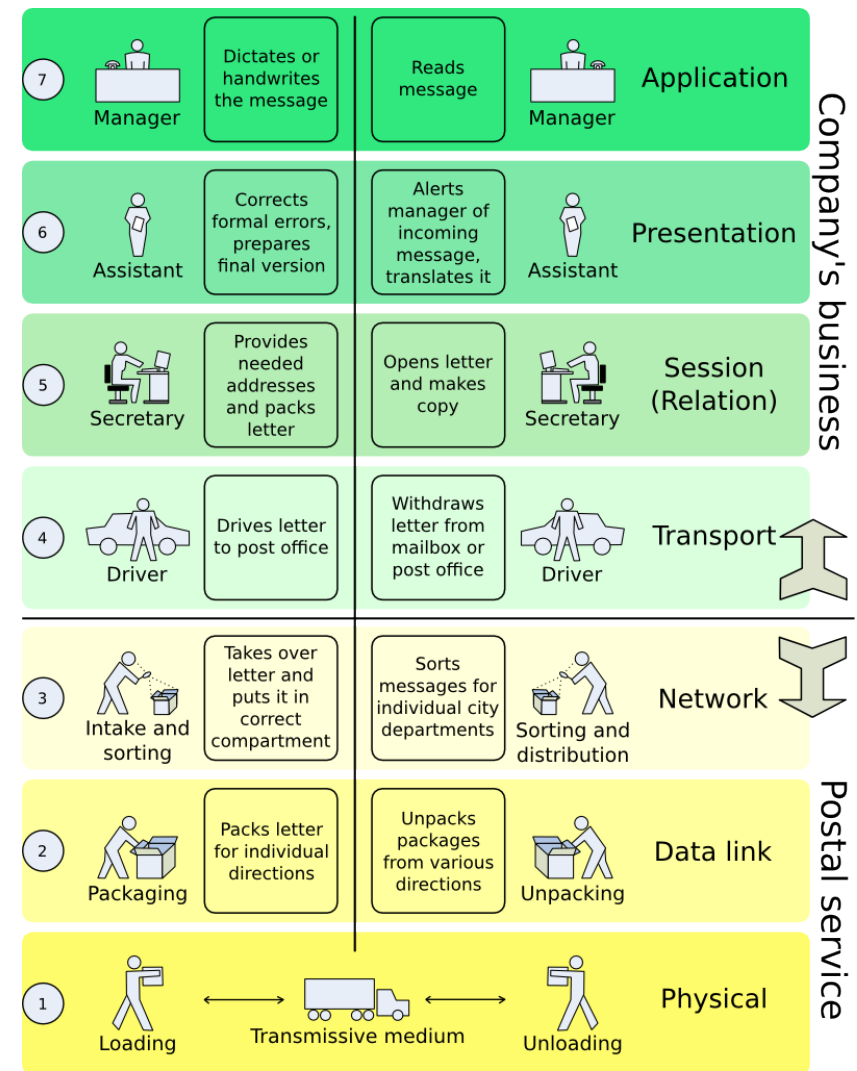 7
Manager
Dictates or
handwrites
the message
Reads
message
Manager
Application
6
Assistant
Corrects
formal errors,
prepares
final version
Alerts
manager of
incoming
message,
translates it
Assistant
Presentation
5
Secretary
Provides
needed
addresses
and packs
letter
Opens letter
and makes
copy
Secretary
Session
(Relation)
4
Driver
Drives letter
to post office
Withdraws
letter from
mailbox or
post office
Driver
Transport
Company's business
3
Intake and
sorting
Takes over
letter and
puts it in
correct
compartment
Sorts
messages for
individual city
departments
Sorting and
distribution
Network
2
Packaging
Packs letter
for individual
directions
Unpacks
packages
from various
directions
Unpacking
Data link
1
Loading
Transmissive medium
Unloading
Physical
Postal service